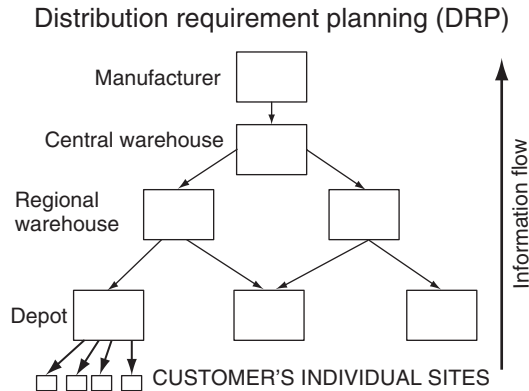 Distribution requirement planning (DRP)
Manufacturer
Central warehouse
Regional
warehouse
Depot
CUSTOMER'S INDIVIDUAL SITES
Information flow